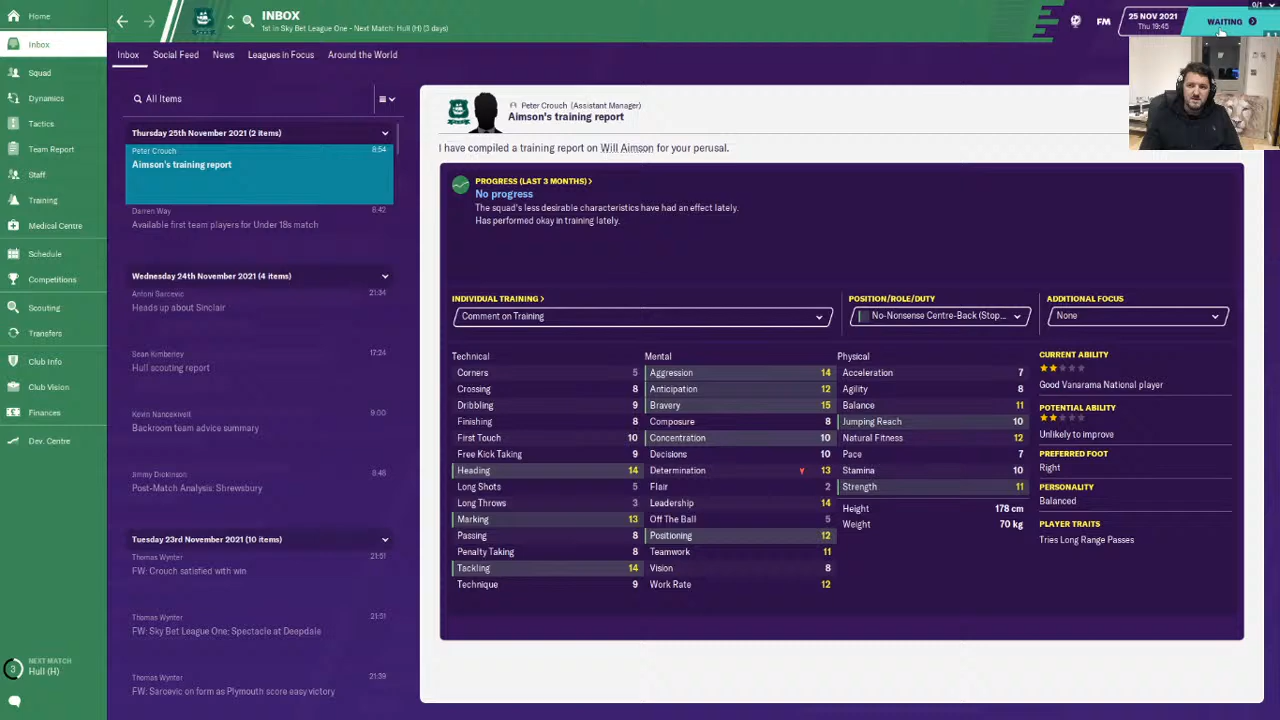 Home
INBOX
1st in Sky Bet League One - Next Match: Hull (H) (3 days)
FM
25 NOV 2021
Thu 19:45
WAITING
0/1
Inbox
Squad
Dynamics
Tactics
Team Report
Staff
Training
Medical Centre
Schedule
Competitions
Scouting
Transfers
Club Info
Club Vision
Finances
Dev. Centre
3
NEXT MATCH
Hull (H)
Inbox Social Feed News Leagues in Focus Around the World
All Items
Thursday 25th November 2021 (2 items)
Peter Crouch 8:54
Aimson's training report
Darren Way 8:42
Available first team players for Under 18s match
Wednesday 24th November 2021 (4 items)
Antoni Sarcevic 21:34
Heads up about Sinclair
Sean Kimberley 17:24
Hull scouting report
Kevin Nancekivell 9:00
Backroom team advice summary
Jimmy Dickinson 8:46
Post-Match Analysis: Shrewsbury
Tuesday 23rd November 2021 (10 items)
Thomas Wynter 21:51
FW: Crouch satisfied with win
Thomas Wynter 21:51
FW: Sky Bet League One: Spectacle at Deepdale
Thomas Wynter 21:39
FW: Sarcevic on form as Plymouth score easy victory
Peter Crouch (Assistant Manager)
Aimson's training report
I have compiled a training report on Will Aimson for your perusal.
PROGRESS (LAST 3 MONTHS) >
No progress
The squad's less desirable characteristics have had an effect lately.
Has performed okay in training lately.
INDIVIDUAL TRAINING >
Comment on Training
POSITION/ROLE/DUTY
No-Nonsense Centre-Back (Stop...
ADDITIONAL FOCUS
None
Technical
Corners 5
Crossing 8
Dribbling 9
Finishing 8
First Touch 10
Free Kick Taking 9
Heading 14
Long Shots 5
Long Throws 3
Marking 13
Passing 8
Penalty Taking 8
Tackling 14
Technique 9
Mental
Aggression 14
Anticipation 12
Bravery 15
Composure 8
Concentration 10
Decisions 10
Determination 13
Flair 2
Leadership 14
Off The Ball 5
Positioning 12
Teamwork 11
Vision 8
Work Rate 12
Physical
Acceleration 7
Agility 8
Balance 11
Jumping Reach 10
Natural Fitness 12
Pace 7
Stamina 10
Strength 11
Height 178 cm
Weight 70 kg
CURRENT ABILITY
Good Vanarama National player
POTENTIAL ABILITY
Unlikely to improve
PREFERRED FOOT
Right
PERSONALITY
Balanced
PLAYER TRAITS
Tries Long Range Passes